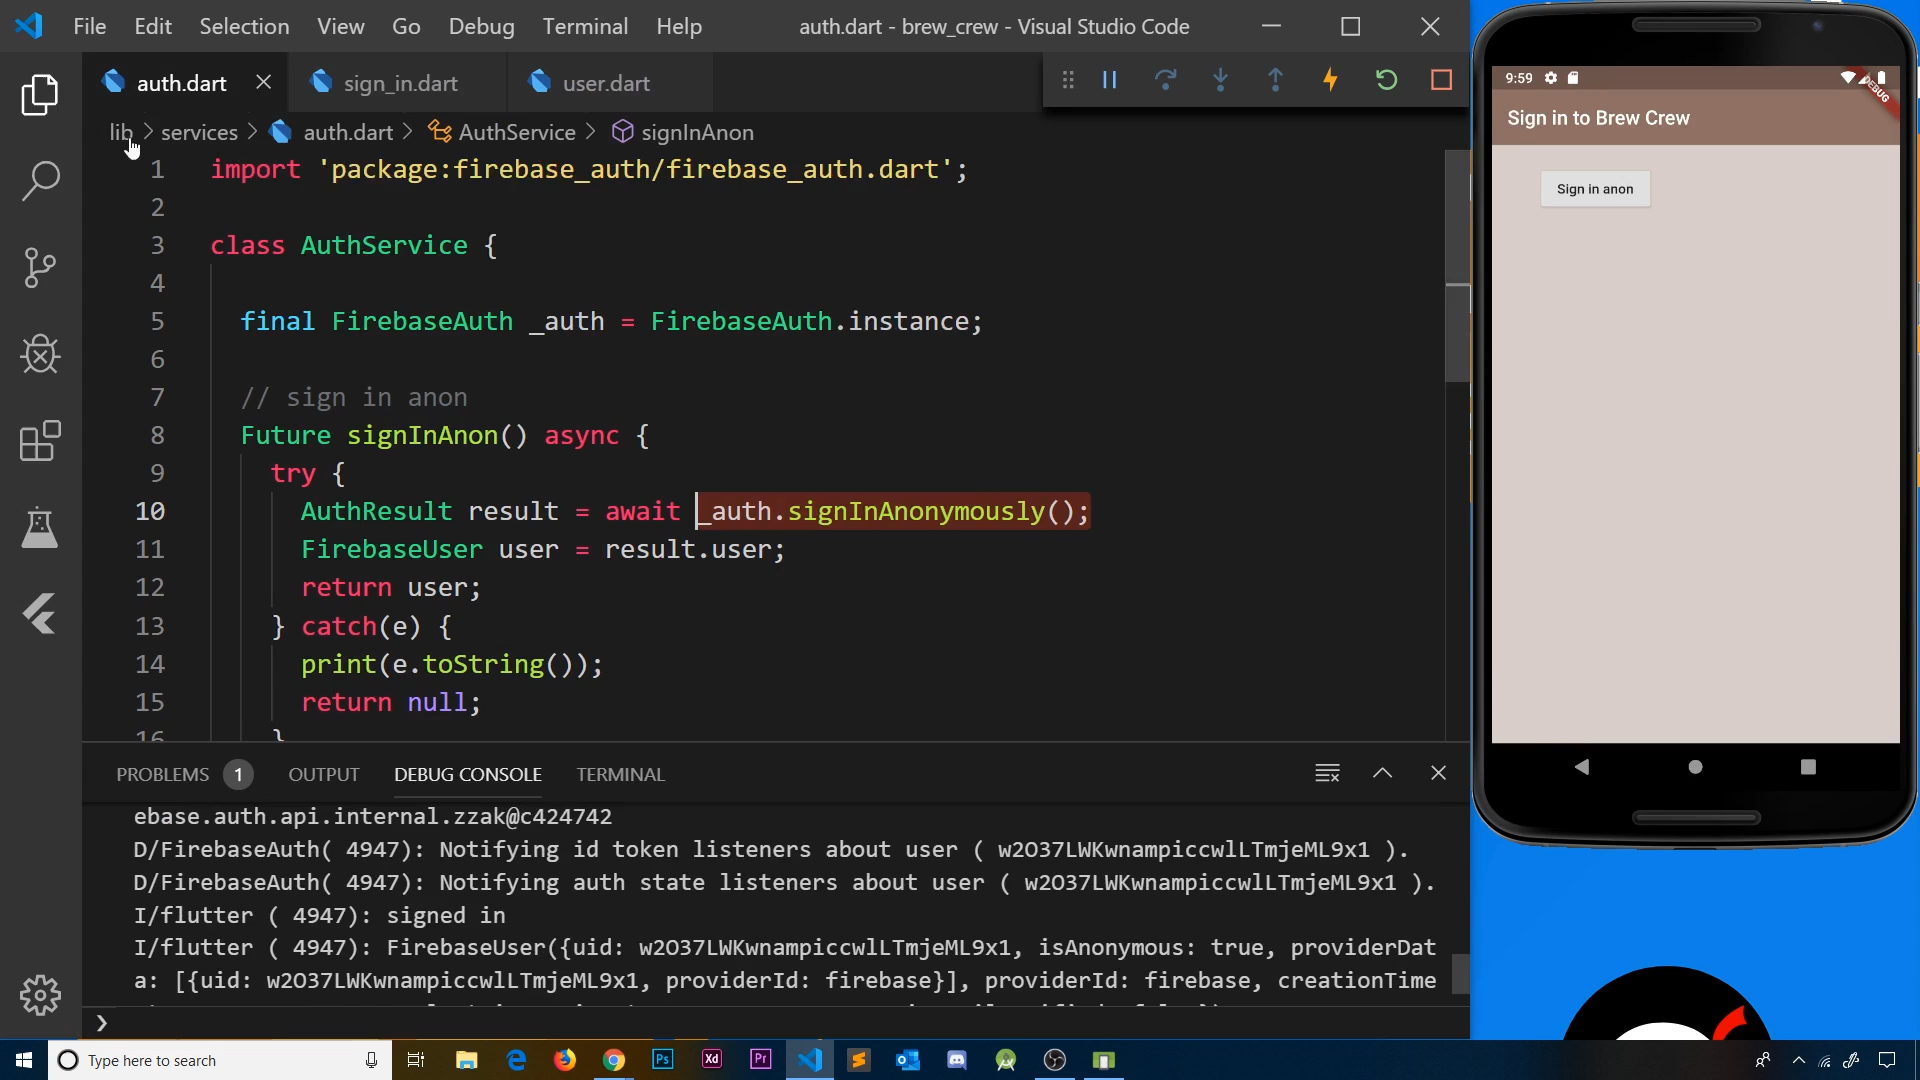 File Edit Selection View Go Debug Terminal Help
auth.dart - brew_crew - Visual Studio Code
auth.dart
sign_in.dart
user.dart
lib > services > auth.dart > AuthService > signInAnon
1 import 'package:firebase_auth/firebase_auth.dart';
2
3 class AuthService {
4
5 final FirebaseAuth _auth = FirebaseAuth.instance;
6
7 // sign in anon
8 Future signInAnon() async {
9 try {
10 AuthResult result = await _auth.signInAnonymously();
11 FirebaseUser user = result.user;
12 return user;
13 } catch(e) {
14 print(e.toString());
15 return null;
16 }
PROBLEMS 1 OUTPUT DEBUG CONSOLE TERMINAL
ebase.auth.api.internal.zzak@c424742
D/FirebaseAuth( 4947): Notifying id token listeners about user ( w2O37LWKwnampiccwlLTmjeML9x1 ).
D/FirebaseAuth( 4947): Notifying auth state listeners about user ( w2O37LWKwnampiccwlLTmjeML9x1 ).
I/flutter ( 4947): signed in
I/flutter ( 4947): FirebaseUser({uid: w2O37LWKwnampiccwlLTmjeML9x1, isAnonymous: true, providerDat
a: [{uid: w2O37LWKwnampiccwlLTmjeML9x1, providerId: firebase}], providerId: firebase, creationTime
9:59
DEBUG
Sign in to Brew Crew
Sign in anon
Type here to search
Ps
Xd
Pr